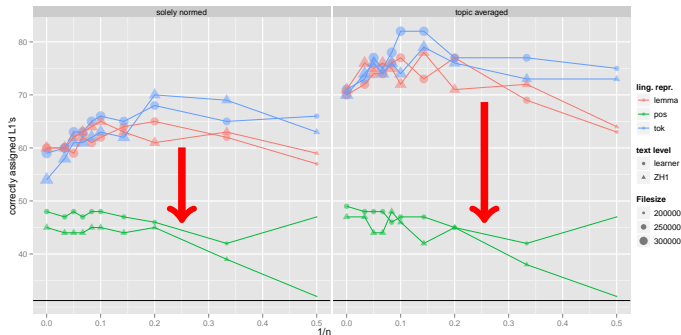 solely normed
topic averaged
correctly assigned L1's
80
70
60
50
40
0.0 0.1 0.2 0.3 0.4 0.5
0.0 0.1 0.2 0.3 0.4 0.5
1/n
ling. repr.
lemma
pos
tok
text level
learner
ZH1
Filesize
200000
250000
300000